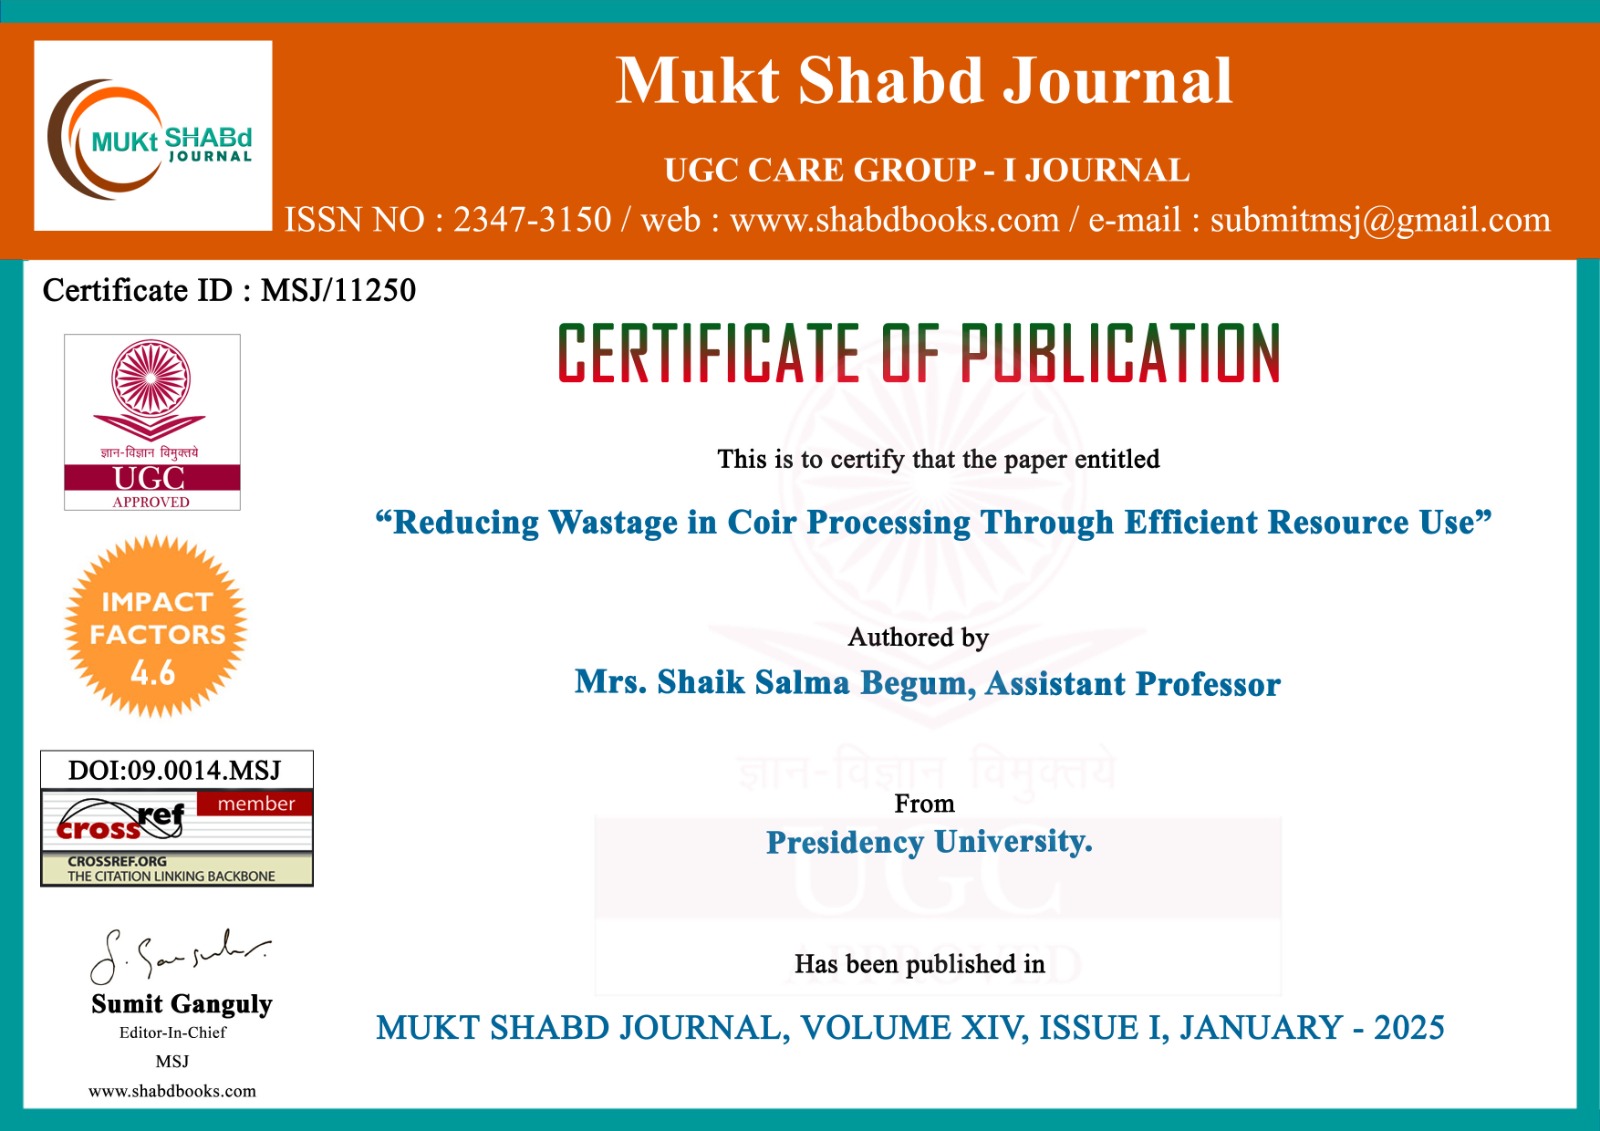 MUKt SHABd
JOURNAL
Mukt Shabd Journal
UGC CARE GROUP - I JOURNAL
ISSN NO : 2347-3150 / web : www.shabdbooks.com / e-mail : submitmsj@gmail.com
Certificate ID : MSJ/11250
ज्ञान-विज्ञान विमुक्तये
UGC
APPROVED
IMPACT
FACTORS
4.6
DOI:09.0014.MSJ
member
crossref
CROSSREF.ORG
THE CITATION LINKING BACKBONE
S. Ganguly
Sumit Ganguly
Editor-In-Chief
MSJ
www.shabdbooks.com
CERTIFICATE OF PUBLICATION
This is to certify that the paper entitled
“Reducing Wastage in Coir Processing Through Efficient Resource Use”
Authored by
Mrs. Shaik Salma Begum, Assistant Professor
ज्ञान-विज्ञान विमुक्तये
From
Presidency University.
UGC
APPROVED
Has been published in
MUKT SHABD JOURNAL, VOLUME XIV, ISSUE I, JANUARY - 2025